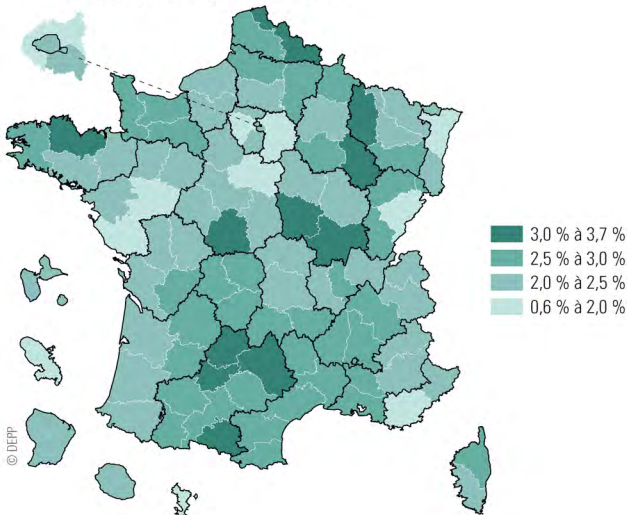 3,0 % à 3,7 %
2,5 % à 3,0 %
2,0 % à 2,5 %
0,6 % à 2,0 %
© DEPP